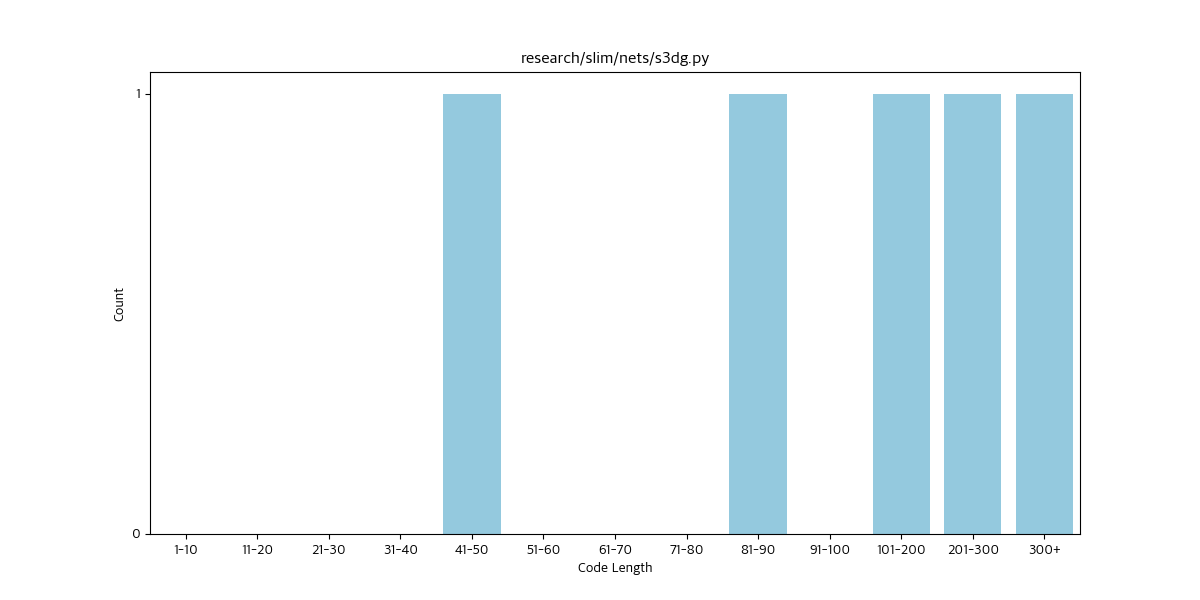 research/slim/nets/s3dg.py
1
0
Count
1-10 11-20 21-30 31-40 41-50 51-60 61-70 71-80 81-90 91-100 101-200 201-300 300+
Code Length